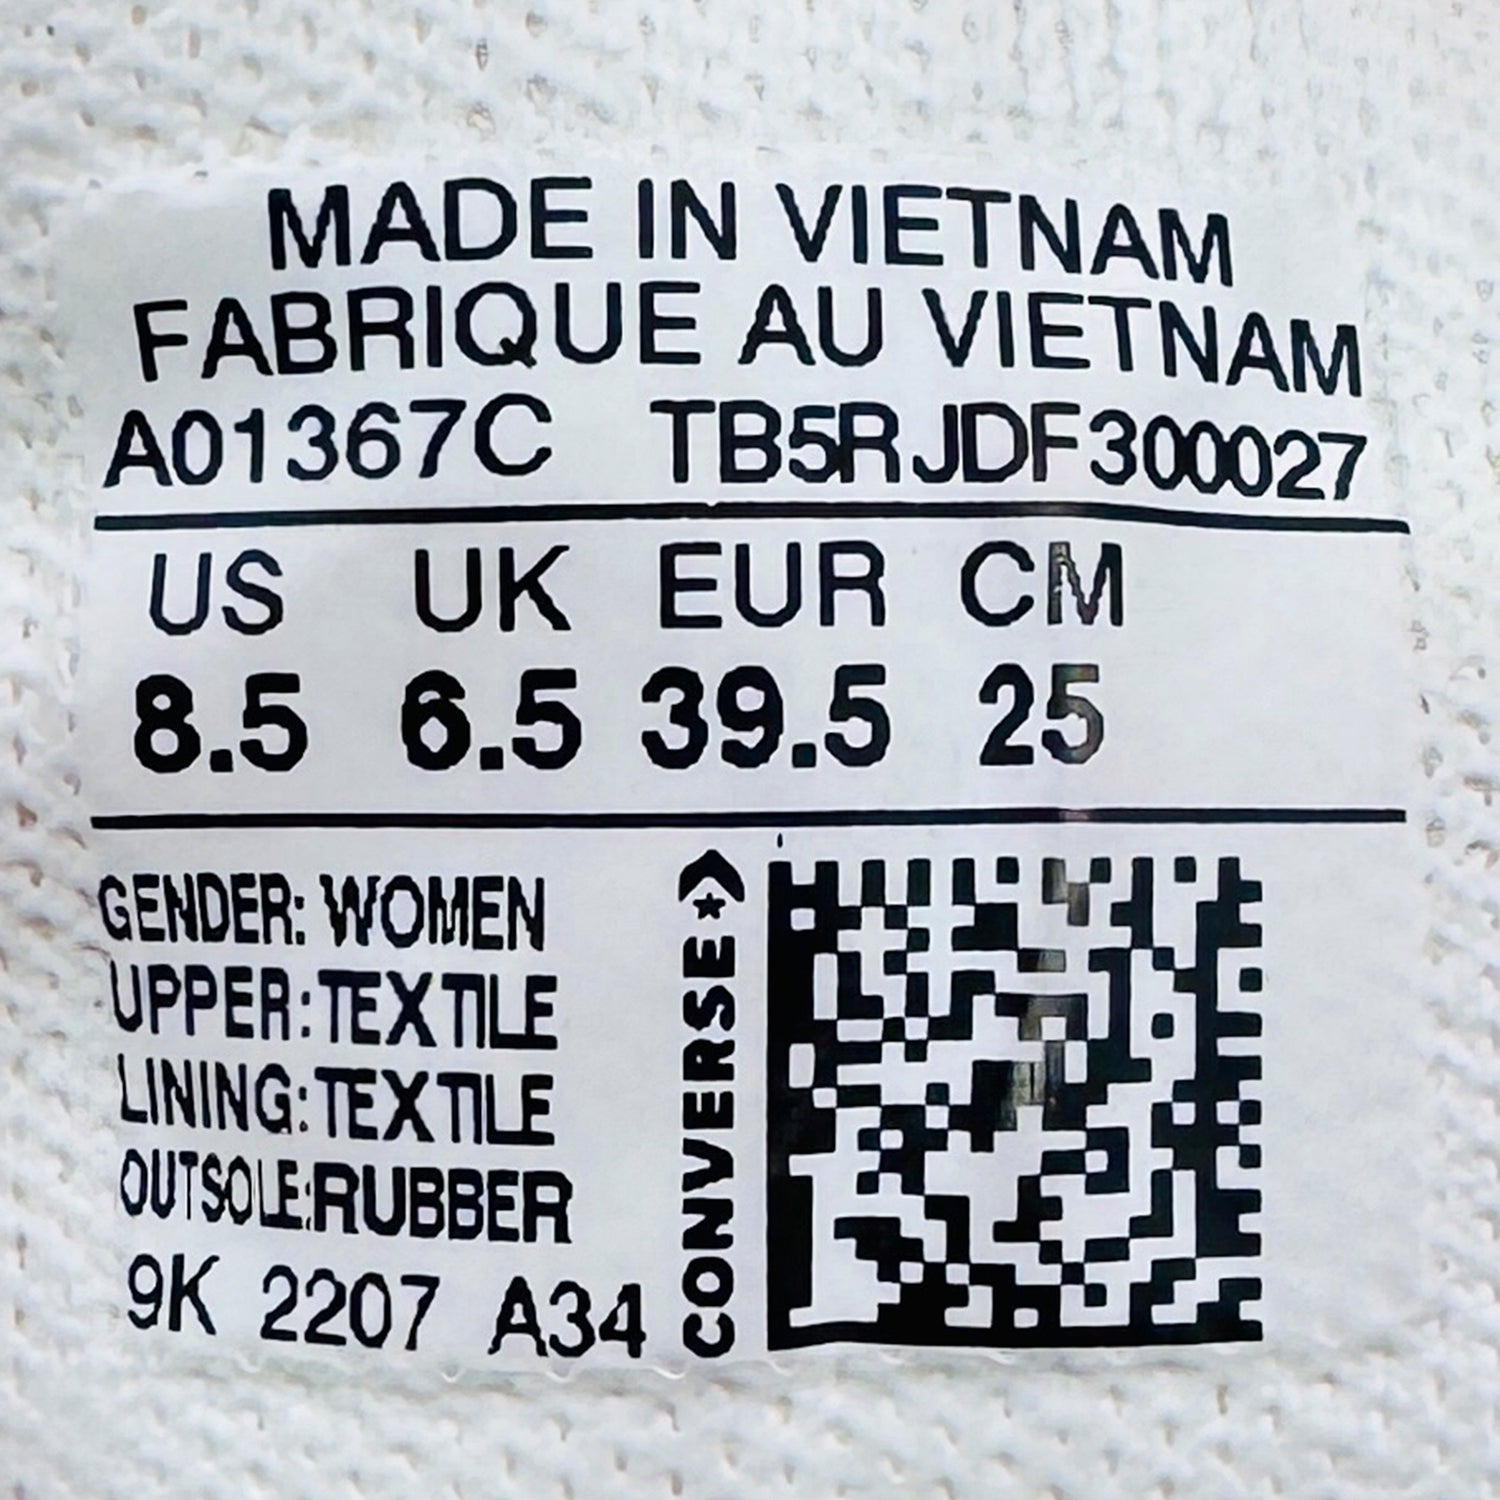 MADE IN VIETNAM
FABRIQUE AU VIETNAM
A01367C TB5RJDF300027
US UK EUR CM
8.5 6.5 39.5 25
GENDER: WOMEN
UPPER:TEXTILE
LINING:TEXTILE
OUTSOLE:RUBBER
9K 2207 A34
CONVERSE